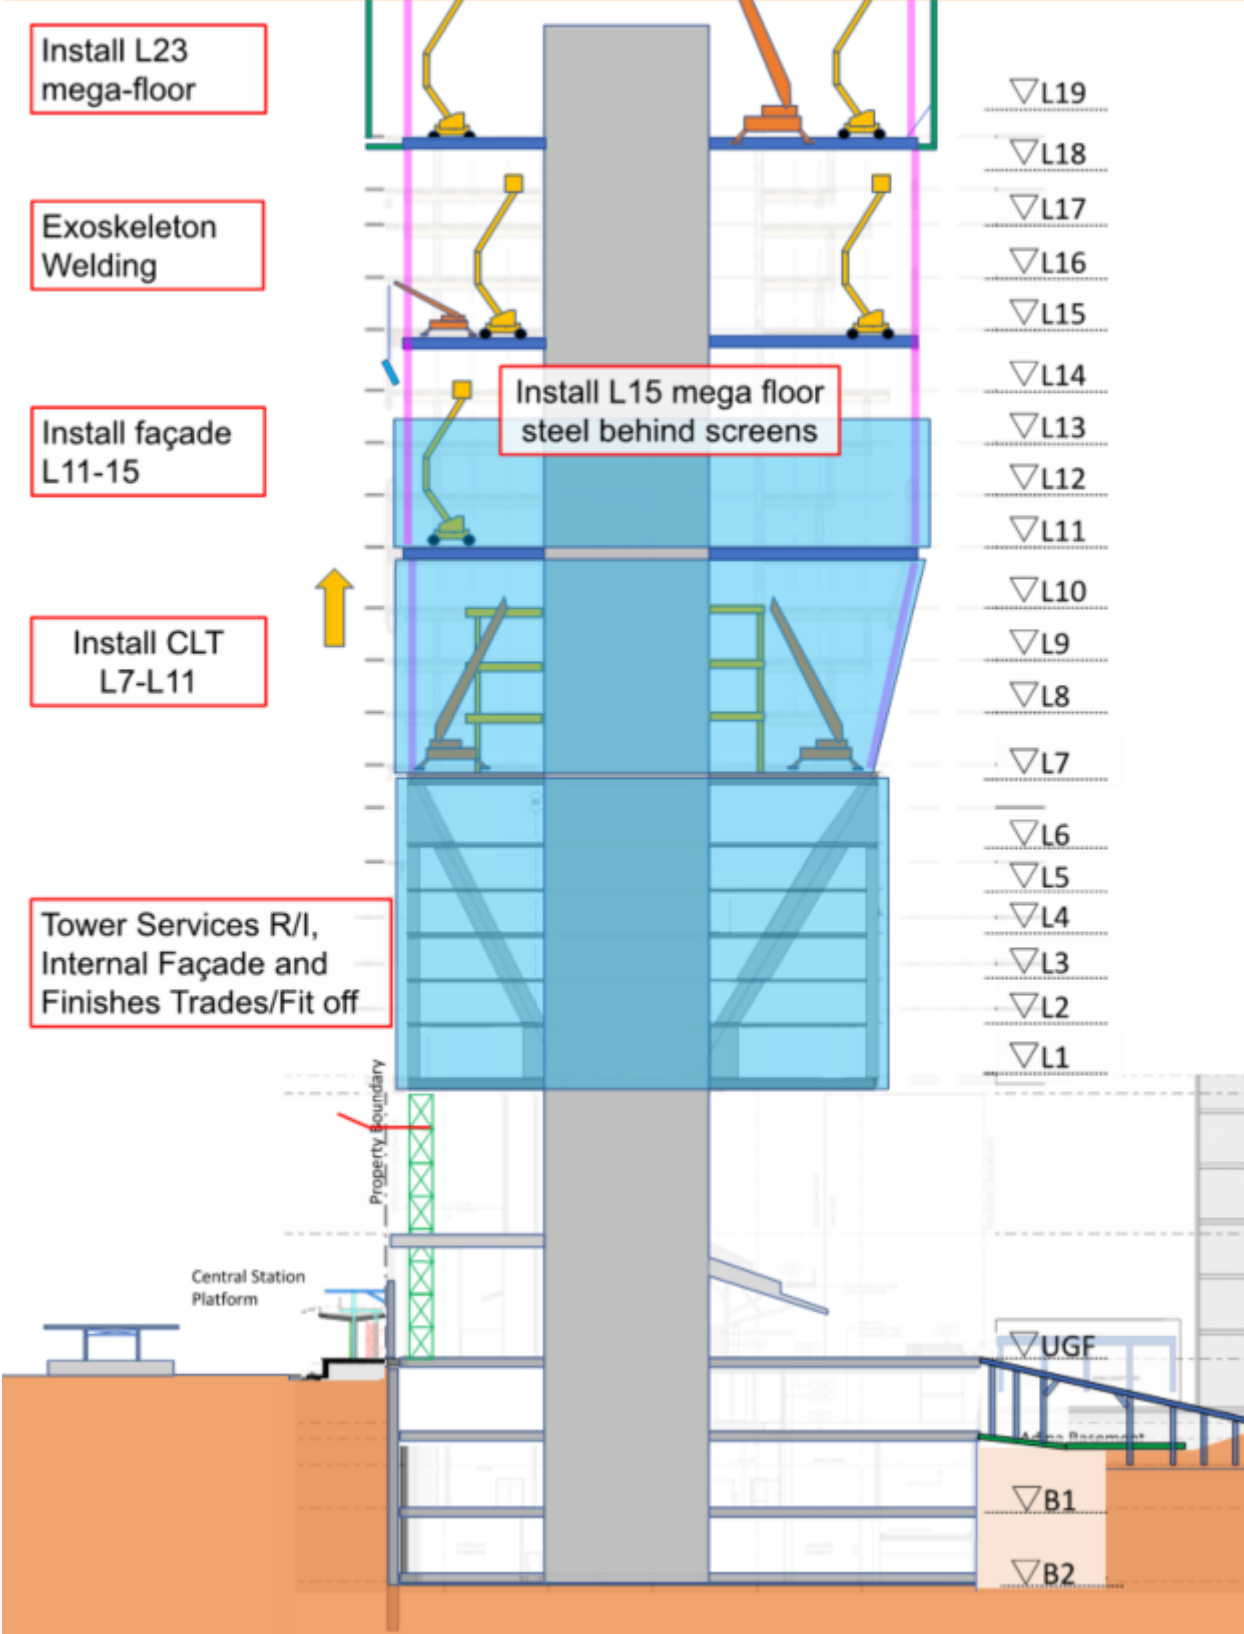 Install L23
mega-floor
L19
L18
Exoskeleton
Welding
L17
L16
L15
Install L15 mega floor
steel behind screens
L14
Install façade
L11-15
L13
L12
L11
L10
Install CLT
L7-L11
L9
L8
L7
L6
L5
Tower Services R/I,
Internal Façade and
Finishes Trades/Fit off
L4
L3
L2
L1
Property Boundary
Central Station
Platform
UGF
Adina Basement
B1
B2